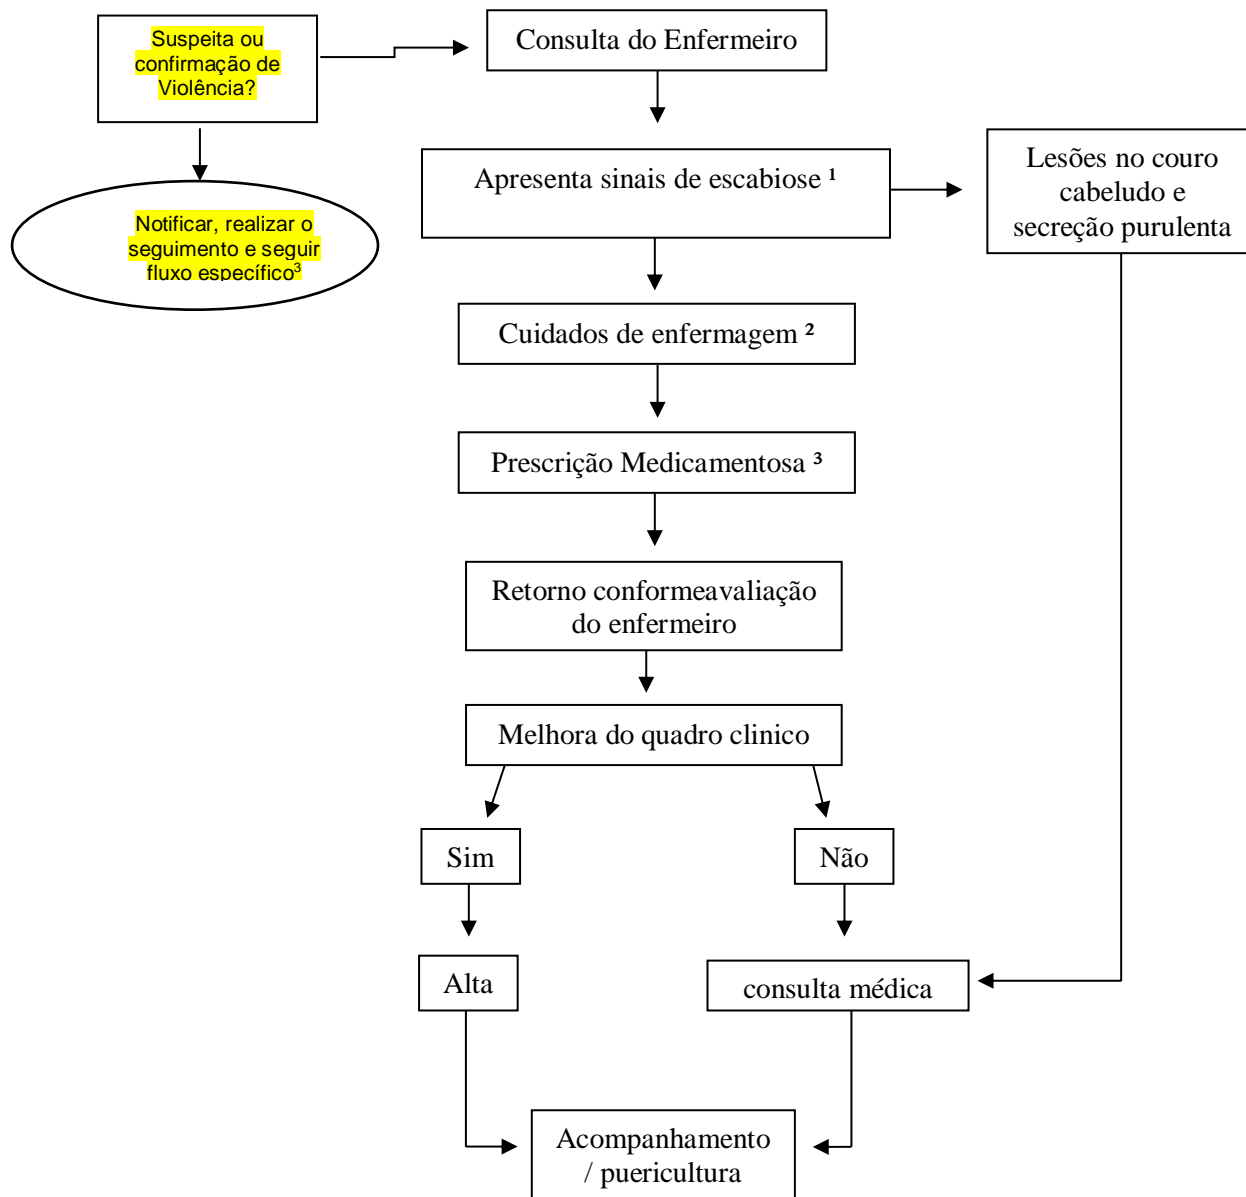 Suspeita ou
confirmação de
Violência?
Consulta do Enfermeiro
Notificar, realizar o
seguimento e seguir
fluxo específico³
Apresenta sinais de escabiose ¹
Lesões no couro
cabeludo e
secreção purulenta
Cuidados de enfermagem ²
Prescrição Medicamentosa ³
Retorno conformeavaliação
do enfermeiro
Melhora do quadro clinico
Sim
Não
Alta
consulta médica
Acompanhamento
/ puericultura